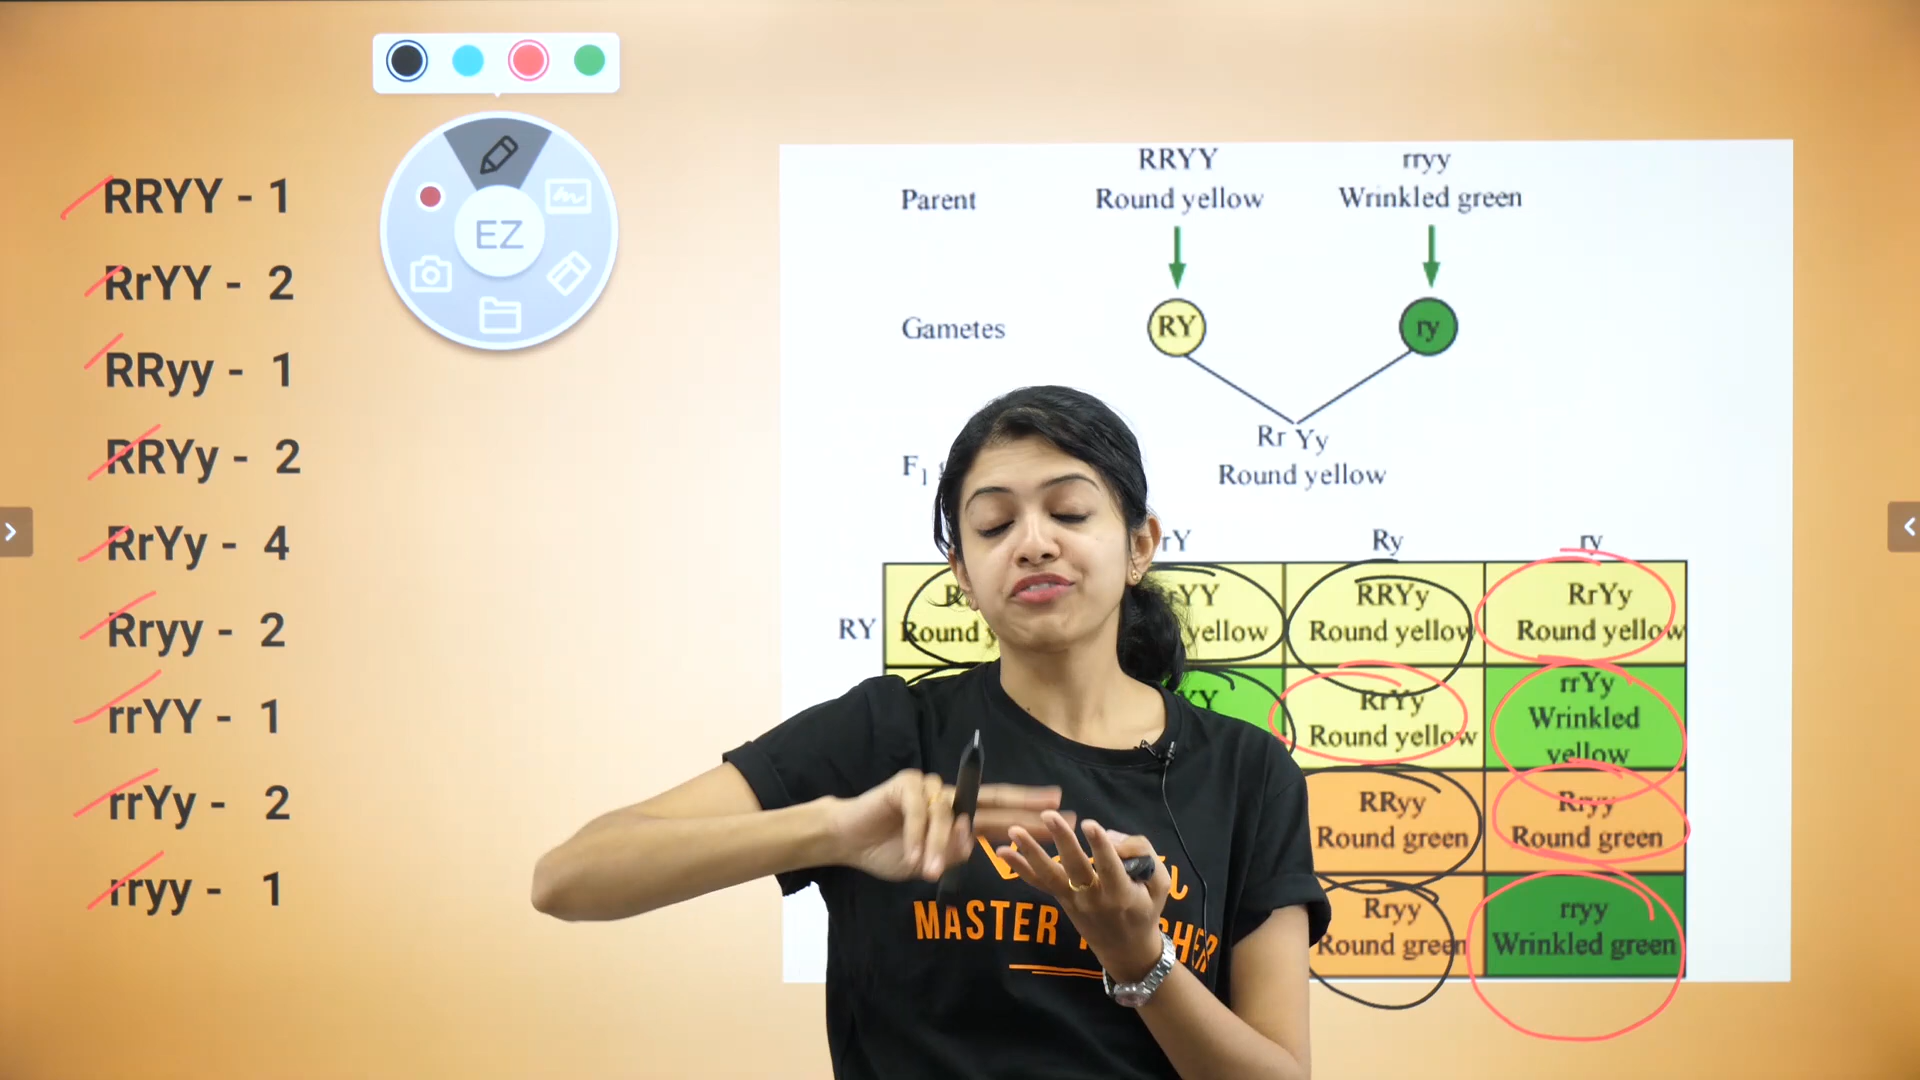 RRYY - 1
RrYY - 2
RRyy - 1
RRYy - 2
RrYy - 4
Rryy - 2
rrYY - 1
rrYy - 2
rryy - 1
EZ
RRYY rryy
Parent Round yellow Wrinkled green
Gametes RY ry
Rr Yy
F1
Round yellow
rY Ry ry
RRYy RrYy
RY Round yellow Round yellow Round yellow
RrYy rrYy
Round yellow Wrinkled
yellow
RRyy Rryy
Round green Round green
Rryy rryy
Round green Wrinkled green
MASTER